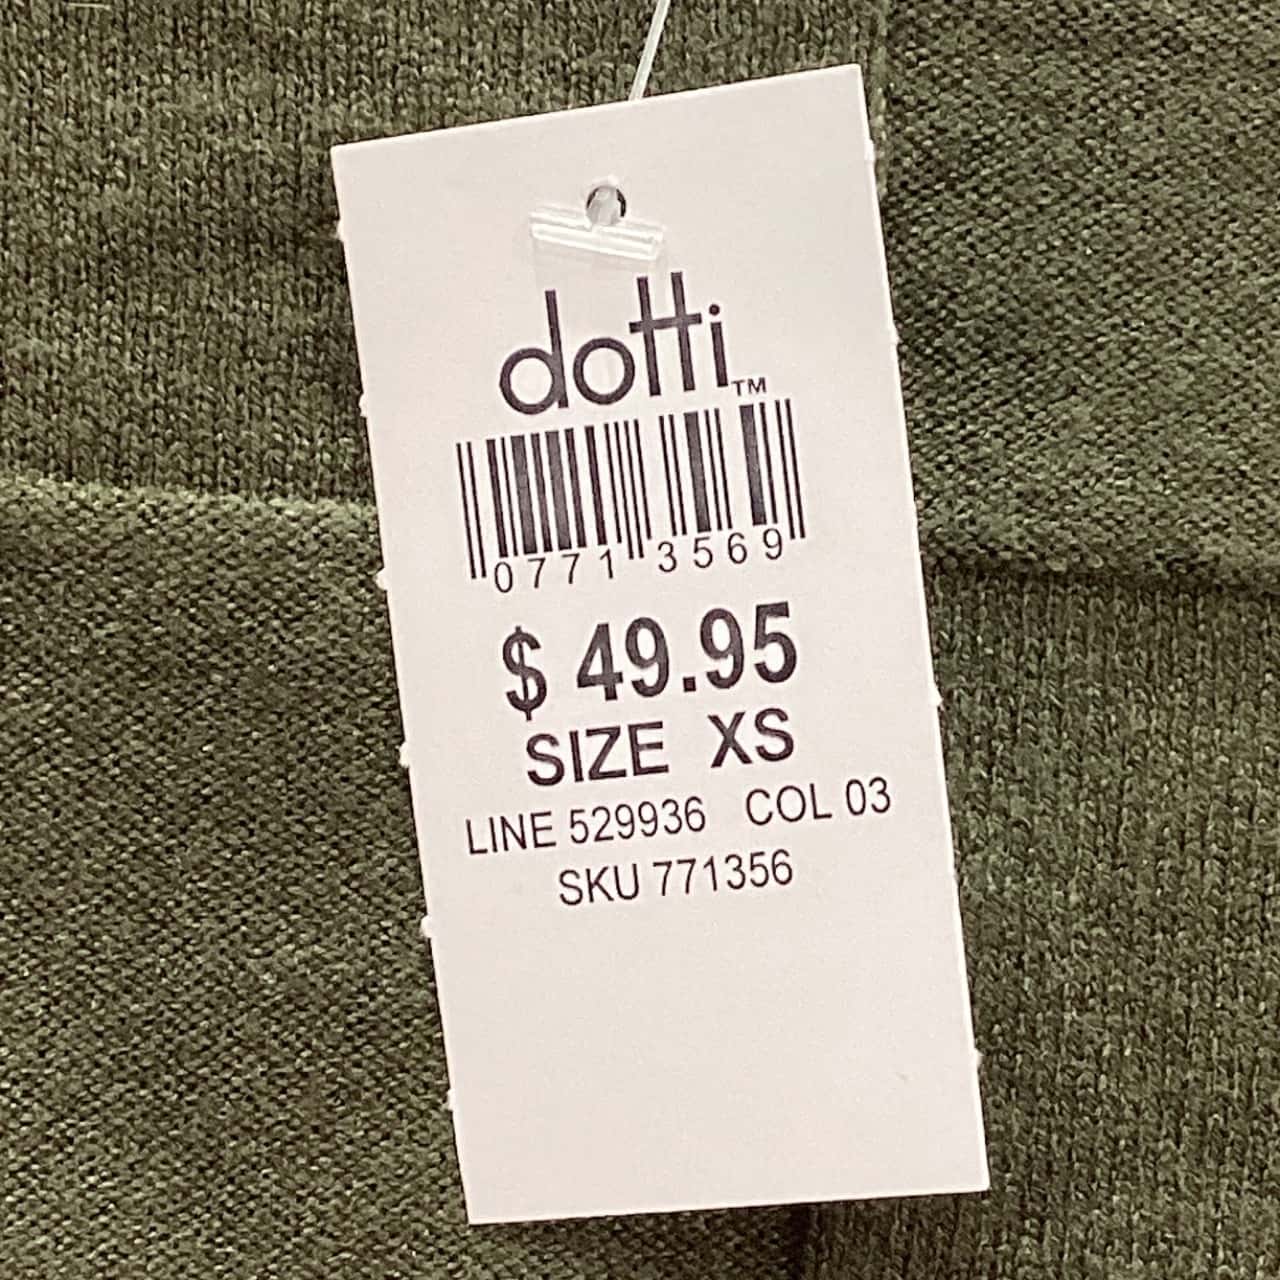 dotti™
0771 3569
$ 49.95
SIZE XS
LINE 529936 COL 03
SKU 771356